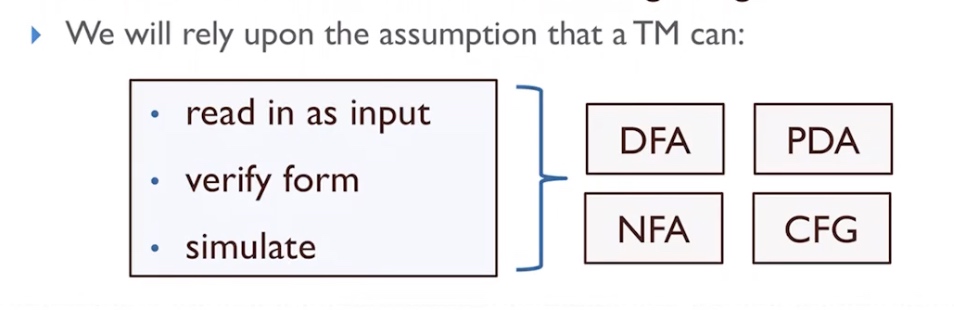 We will rely upon the assumption that a TM can:
• read in as input
• verify form
• simulate
DFA PDA
NFA CFG